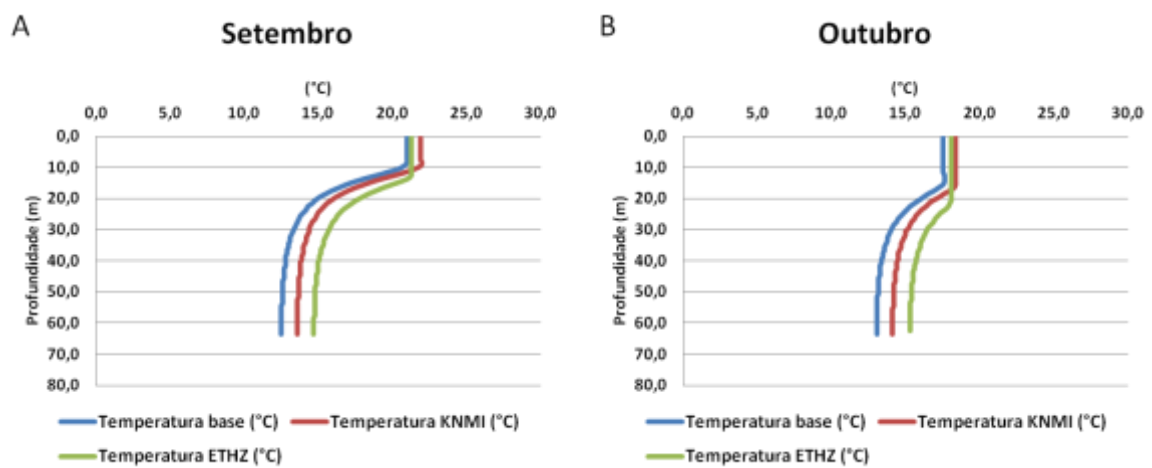 A
Setembro
(°C)
0,0 5,0 10,0 15,0 20,0 25,0 30,0
0,0
10,0
20,0
30,0
40,0
50,0
60,0
70,0
80,0
Profundidade (m)
Temperatura base (°C) Temperatura KNMI (°C)
Temperatura ETHZ (°C)
B
Outubro
(°C)
0,0 5,0 10,0 15,0 20,0 25,0 30,0
0,0
10,0
20,0
30,0
40,0
50,0
60,0
70,0
80,0
Profundidade (m)
Temperatura base (°C) Temperatura KNMI (°C)
Temperatura ETHZ (°C)